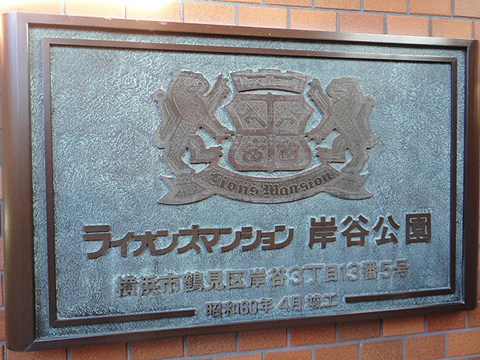 Lions Mansion
ライオンズマンション 岸谷公園
横浜市鶴見区岸谷3丁目13番5号
昭和60年 4月 竣工